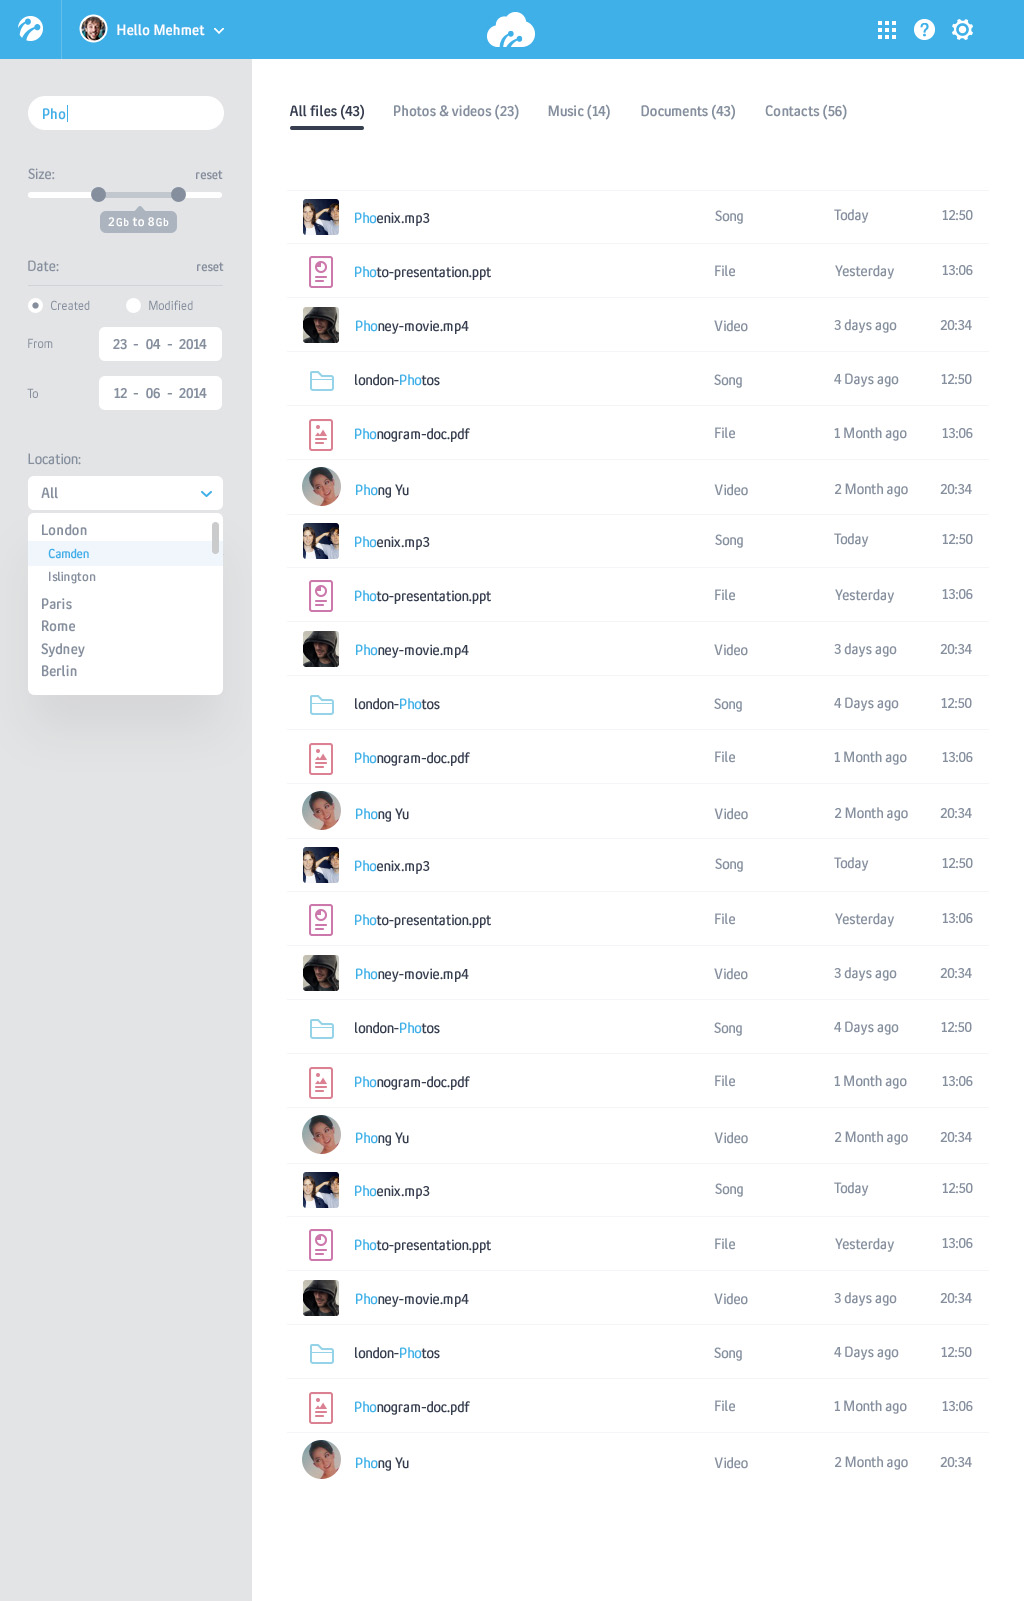 Hello Mehmet
Pho
Size: reset
2Gb to 8Gb
Date: reset
Created Modified
From 23 - 04 - 2014
To 12 - 06 - 2014
Location:
All
London
Camden
Islington
Paris
Rome
Sydney
Berlin
All files (43) Photos & videos (23) Music (14) Documents (43) Contacts (56)
Phoenix.mp3 Song Today 12:50
Photo-presentation.ppt File Yesterday 13:06
Phoney-movie.mp4 Video 3 days ago 20:34
london-Photos Song 4 Days ago 12:50
Phonogram-doc.pdf File 1 Month ago 13:06
Phong Yu Video 2 Month ago 20:34
Phoenix.mp3 Song Today 12:50
Photo-presentation.ppt File Yesterday 13:06
Phoney-movie.mp4 Video 3 days ago 20:34
london-Photos Song 4 Days ago 12:50
Phonogram-doc.pdf File 1 Month ago 13:06
Phong Yu Video 2 Month ago 20:34
Phoenix.mp3 Song Today 12:50
Photo-presentation.ppt File Yesterday 13:06
Phoney-movie.mp4 Video 3 days ago 20:34
london-Photos Song 4 Days ago 12:50
Phonogram-doc.pdf File 1 Month ago 13:06
Phong Yu Video 2 Month ago 20:34
Phoenix.mp3 Song Today 12:50
Photo-presentation.ppt File Yesterday 13:06
Phoney-movie.mp4 Video 3 days ago 20:34
london-Photos Song 4 Days ago 12:50
Phonogram-doc.pdf File 1 Month ago 13:06
Phong Yu Video 2 Month ago 20:34